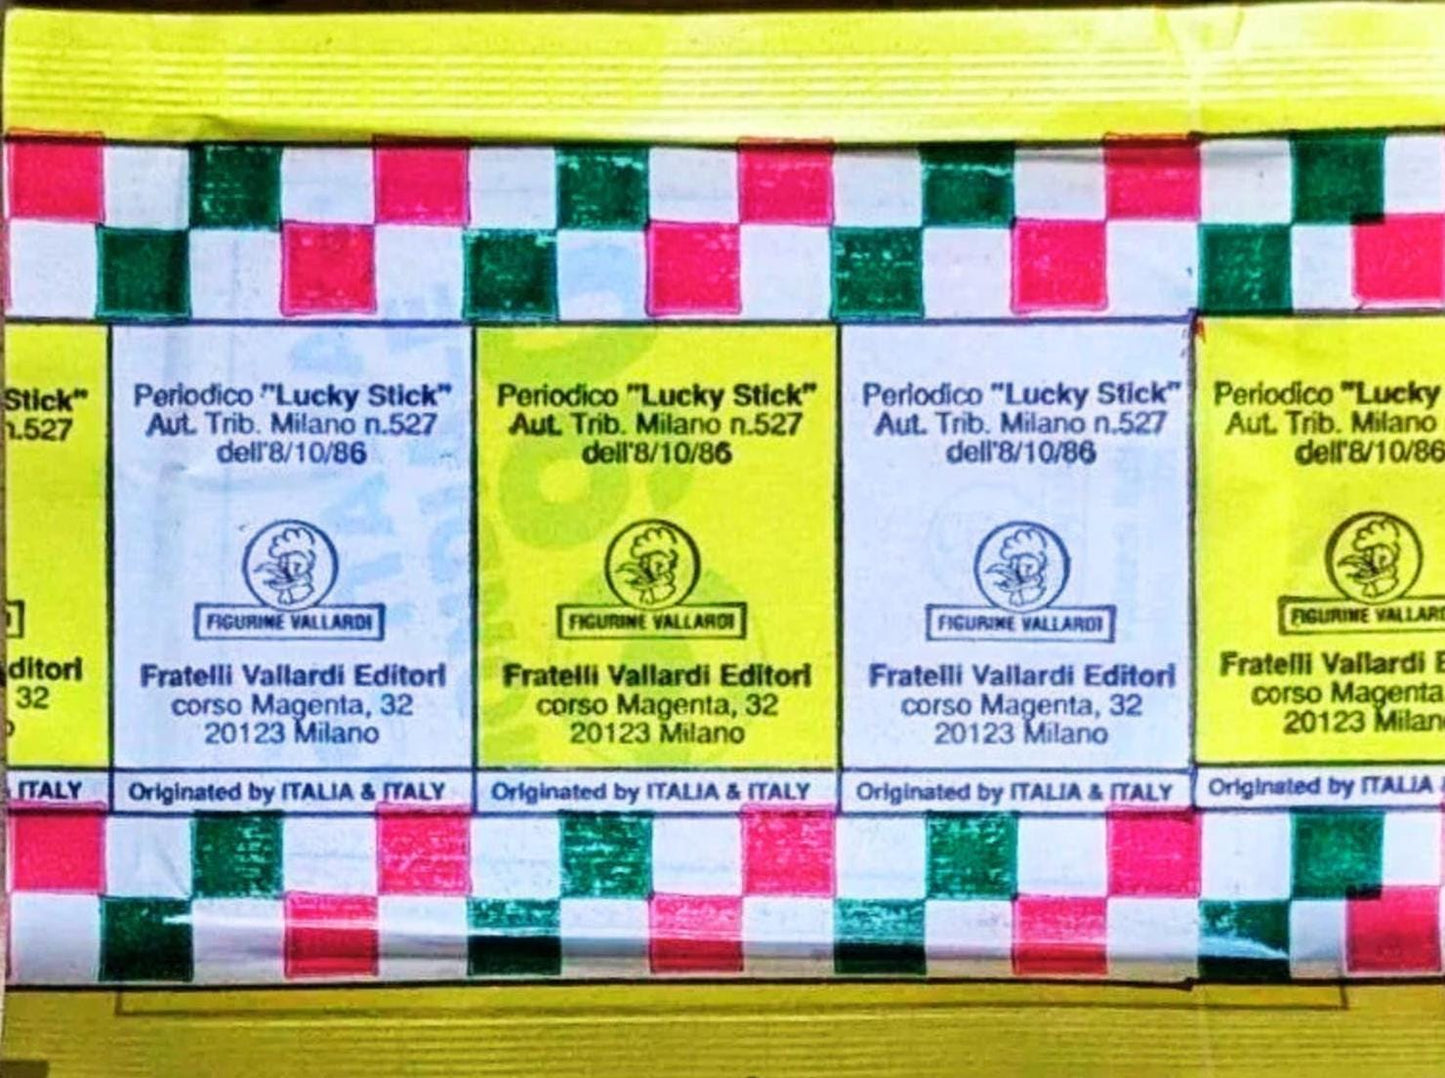 Stick"
n.527
ditori
32
ITALY
Periodico "Lucky Stick"
Aut. Trib. Milano n.527
dell'8/10/86
FIGURINE VALLARDI
Fratelli Vallardi Editori
corso Magenta, 32
20123 Milano
Originated by ITALIA & ITALY
Periodico "Lucky Stick"
Aut. Trib. Milano n.527
dell'8/10/86
FIGURINE VALLARDI
Fratelli Vallardi Editori
corso Magenta, 32
20123 Milano
Originated by ITALIA & ITALY
Periodico "Lucky Stick"
Aut. Trib. Milano n.527
dell'8/10/86
FIGURINE VALLARDI
Fratelli Vallardi Editori
corso Magenta, 32
20123 Milano
Originated by ITALIA & ITALY
Periodico "Lucky
Aut. Trib. Milano
dell'8/10/86
FIGURINE VALLAR
Fratelli Vallardi E
corso Magenta
20123 Milan
Originated by ITALIA &